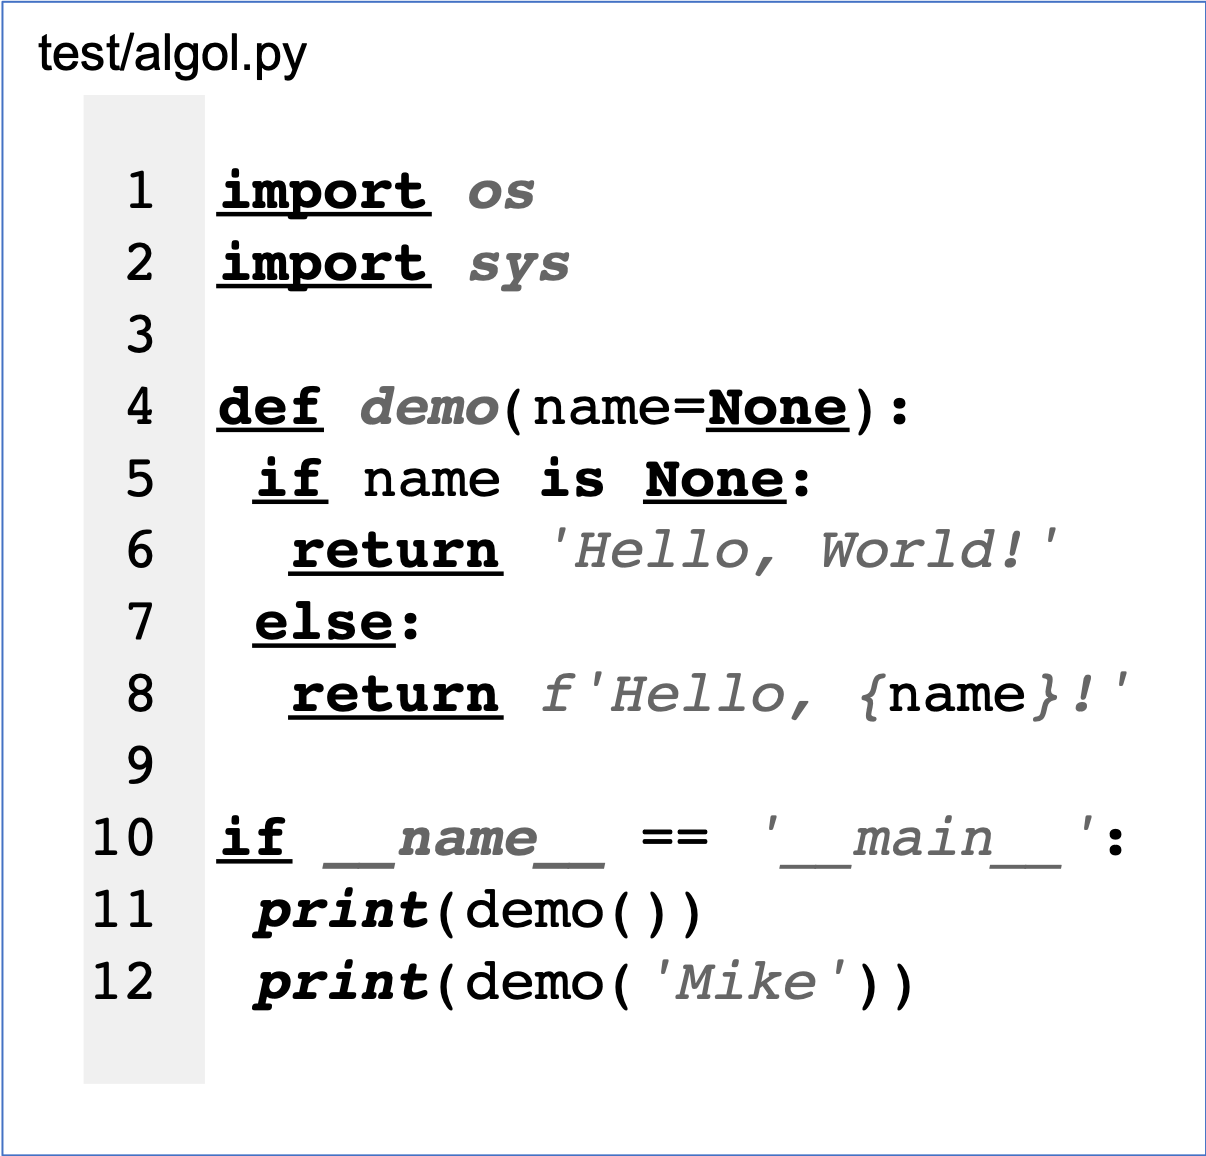 test/algol.py
1 import os
2 import sys
3
4 def demo(name=None):
5  if name is None:
6   return 'Hello, World!'
7  else:
8   return f'Hello, {name}!'
9
10 if __name__ == '__main__':
11  print(demo())
12  print(demo('Mike'))